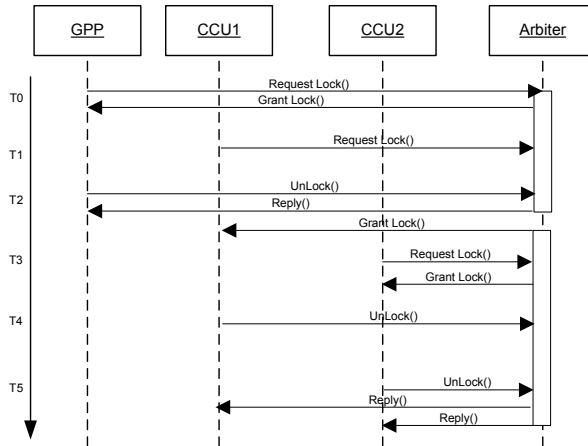 GPP CCU1 CCU2 Arbiter
Request Lock()
T0
Grant Lock()
Request Lock()
T1
UnLock()
T2
Reply()
Grant Lock()
Request Lock()
T3
Grant Lock()
UnLock()
T4
UnLock()
T5
Reply()
Reply()